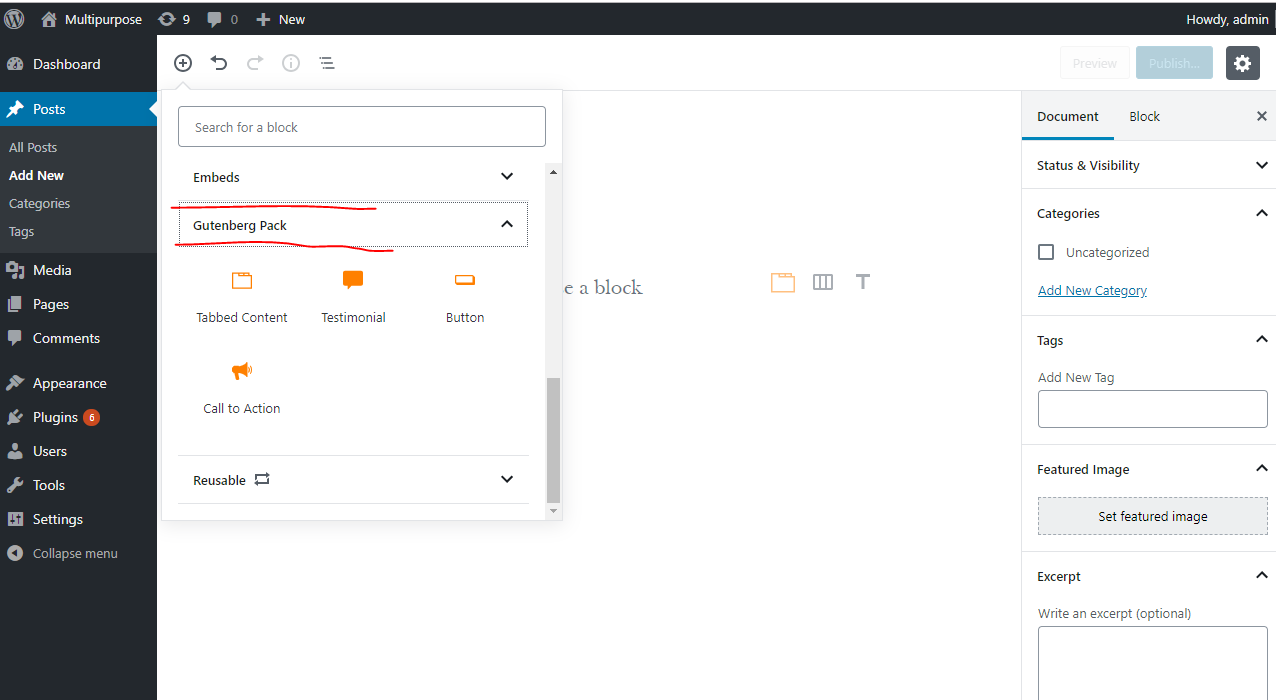 Multipurpose 9 0 New Howdy, admin
Dashboard
Posts
All Posts
Add New
Categories
Tags
Media
Pages
Comments
Appearance
Plugins 6
Users
Tools
Settings
Collapse menu
Preview Publish...
Search for a block
Embeds
Gutenberg Pack
Tabbed Content Testimonial Button
Call to Action
Reusable
e a block
Document Block
Status & Visibility
Categories
Uncategorized
Add New Category
Tags
Add New Tag
Featured Image
Set featured image
Excerpt
Write an excerpt (optional)